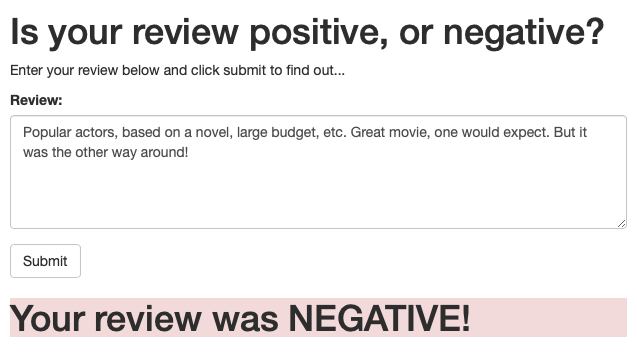 Is your review positive, or negative?
Enter your review below and click submit to find out...
Review:
Popular actors, based on a novel, large budget, etc. Great movie, one would expect. But it
was the other way around!
Submit
Your review was NEGATIVE!